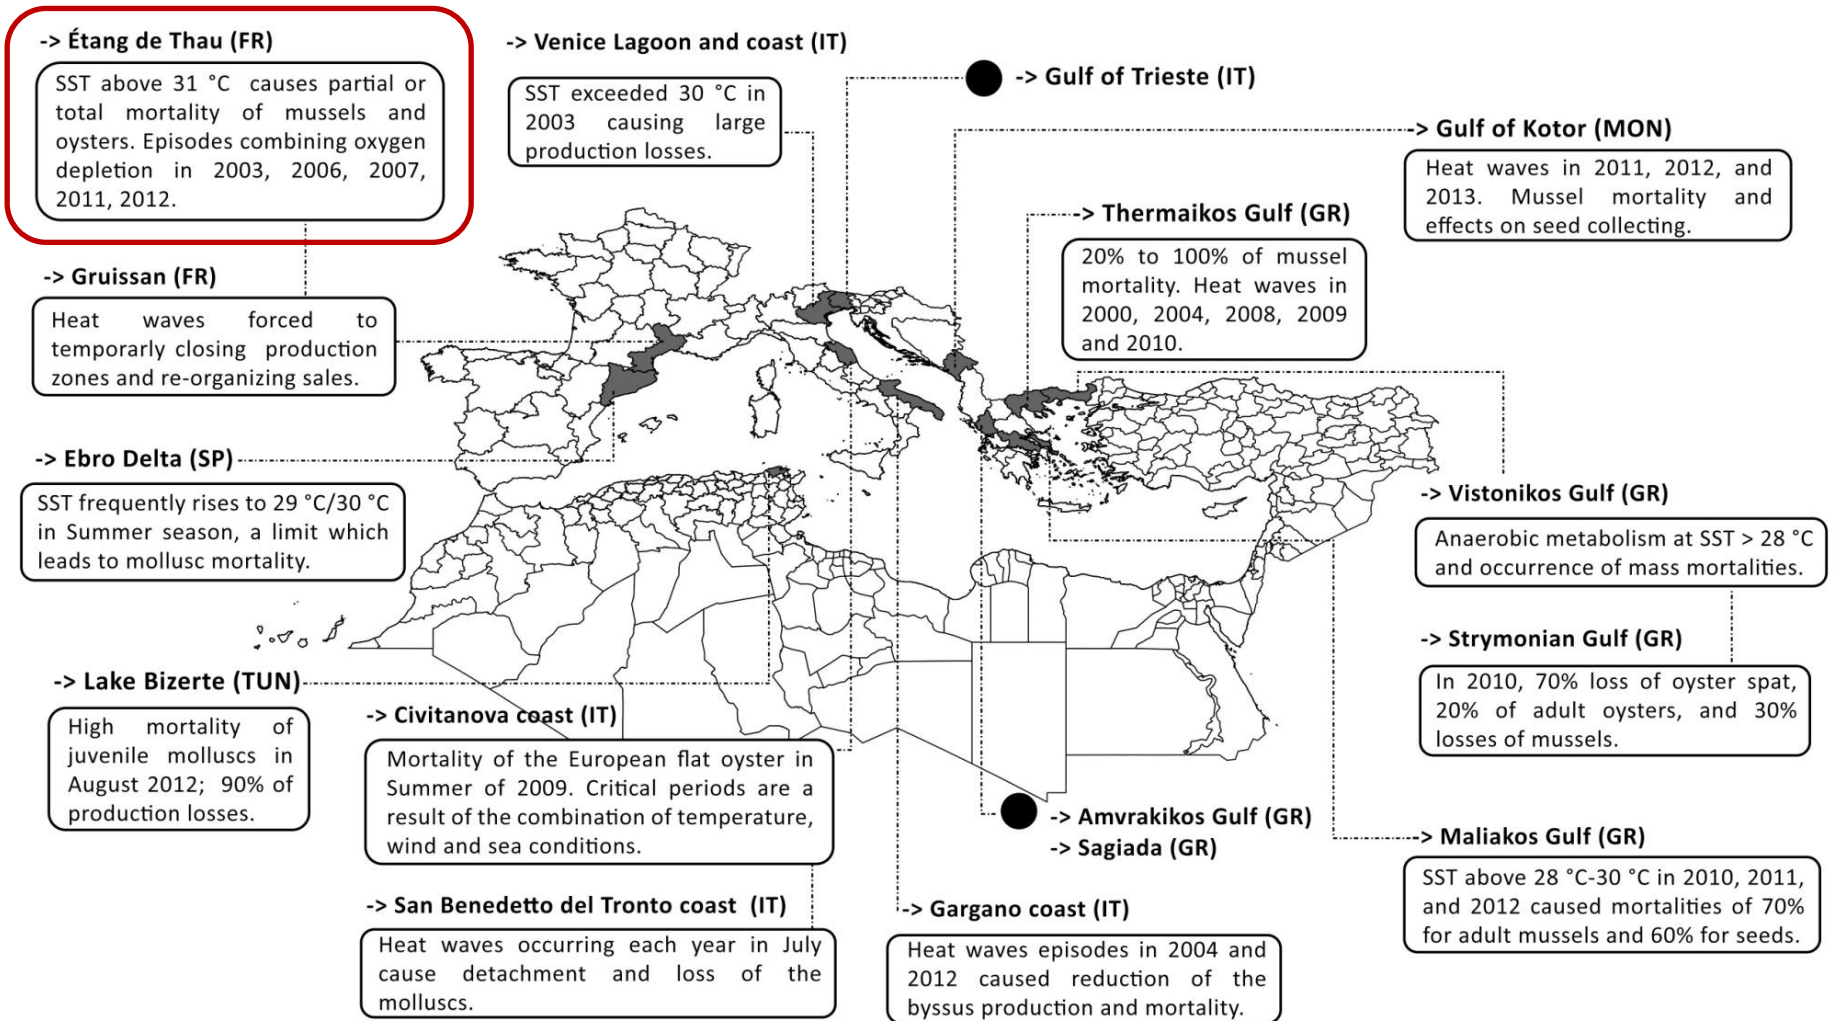 -> Étang de Thau (FR)
SST above 31 °C causes partial or
total mortality of mussels and
oysters. Episodes combining oxygen
depletion in 2003, 2006, 2007,
2011, 2012.
-> Gruissan (FR)
Heat waves forced to
temporarly closing production
zones and re-organizing sales.
-> Ebro Delta (SP)
SST frequently rises to 29 °C/30 °C
in Summer season, a limit which
leads to mollusc mortality.
-> Lake Bizerte (TUN)
High mortality of
juvenile molluscs in
August 2012; 90% of
production losses.
-> Venice Lagoon and coast (IT)
SST exceeded 30 °C in
2003 causing large
production losses.
-> Gulf of Trieste (IT)
-> Gulf of Kotor (MON)
Heat waves in 2011, 2012, and
2013. Mussel mortality and
effects on seed collecting.
-> Thermaikos Gulf (GR)
20% to 100% of mussel
mortality. Heat waves in
2000, 2004, 2008, 2009
and 2010.
-> Vistonikos Gulf (GR)
Anaerobic metabolism at SST > 28 °C
and occurrence of mass mortalities.
-> Strymonian Gulf (GR)
In 2010, 70% loss of oyster spat,
20% of adult oysters, and 30%
losses of mussels.
-> Civitanova coast (IT)
Mortality of the European flat oyster in
Summer of 2009. Critical periods are a
result of the combination of temperature,
wind and sea conditions.
-> San Benedetto del Tronto coast (IT)
Heat waves occurring each year in July
cause detachment and loss of the
molluscs.
-> Amvrakikos Gulf (GR)
-> Sagiada (GR)
-> Gargano coast (IT)
Heat waves episodes in 2004 and
2012 caused reduction of the
byssus production and mortality.
-> Maliakos Gulf (GR)
SST above 28 °C-30 °C in 2010, 2011,
and 2012 caused mortalities of 70%
for adult mussels and 60% for seeds.